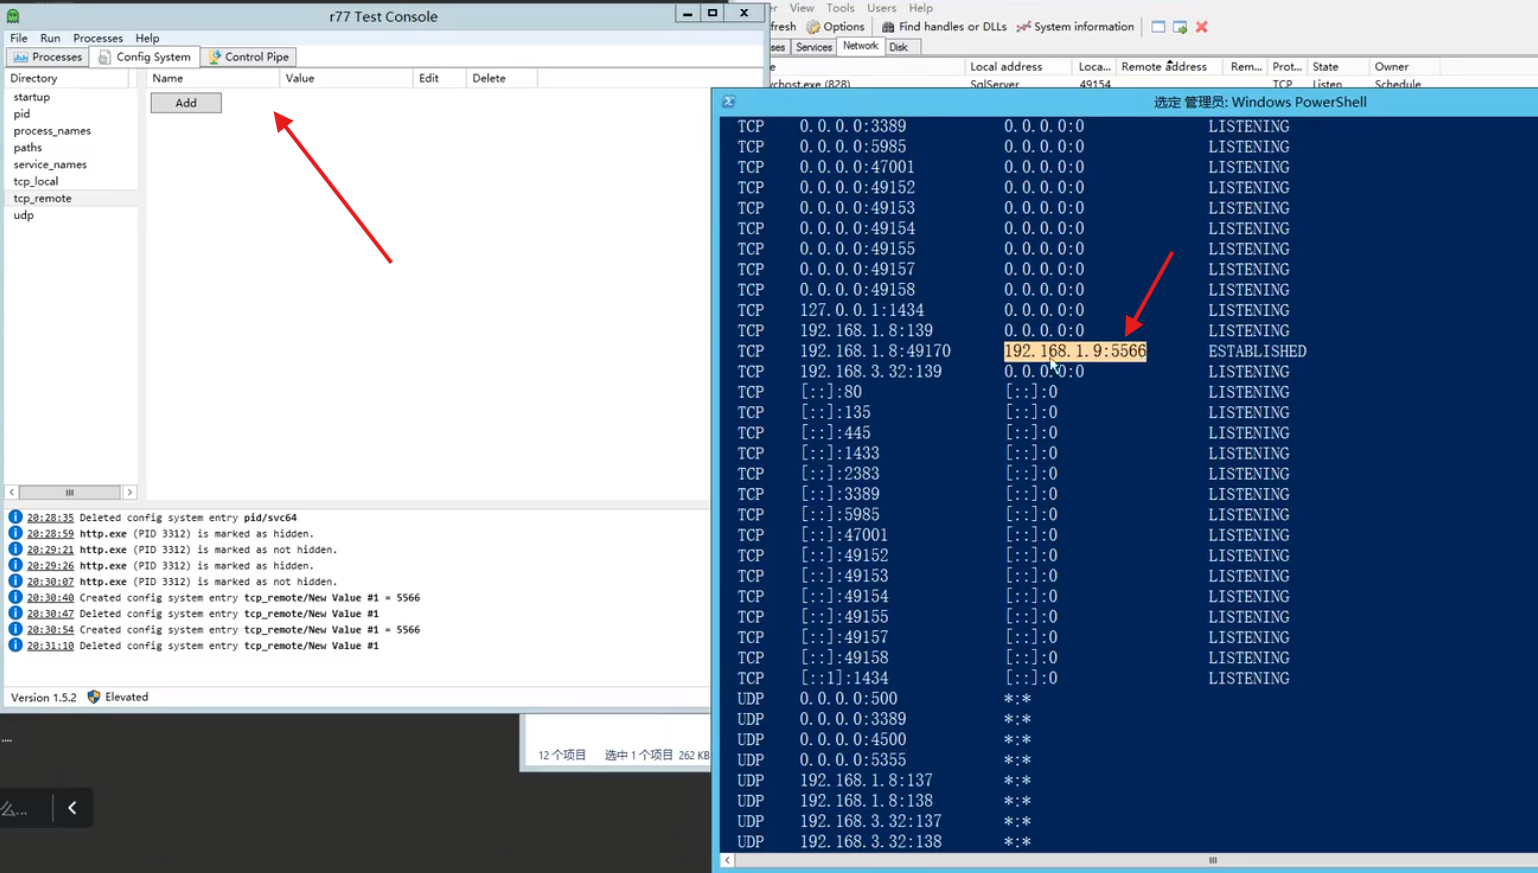 r77 Test Console
File Run Processes Help
Processes Config System Control Pipe
Directory Name Value Edit Delete
startup
pid
process_names
paths
service_names
tcp_local
tcp_remote
udp
Add
20:28:35 Deleted config system entry pid/svc64
20:28:59 http.exe (PID 3312) is marked as hidden.
20:29:21 http.exe (PID 3312) is marked as not hidden.
20:29:26 http.exe (PID 3312) is marked as hidden.
20:30:07 http.exe (PID 3312) is marked as not hidden.
20:30:40 Created config system entry tcp_remote/New Value #1 = 5566
20:30:47 Deleted config system entry tcp_remote/New Value #1
20:30:54 Created config system entry tcp_remote/New Value #1 = 5566
20:31:10 Deleted config system entry tcp_remote/New Value #1
Version 1.5.2 Elevated
12 个项目 选中 1 个项目 262 KB
么...
View Tools Users Help
Options Find handles or DLLs System information
Services Network Disk
Local address Loca... Remote address Rem... Prot... State Owner
svchost.exe (828) SqlServer 49154 TCP Listen Schedule
选定 管理员: Windows PowerShell
TCP 0.0.0.0:3389 0.0.0.0:0 LISTENING
TCP 0.0.0.0:5985 0.0.0.0:0 LISTENING
TCP 0.0.0.0:47001 0.0.0.0:0 LISTENING
TCP 0.0.0.0:49152 0.0.0.0:0 LISTENING
TCP 0.0.0.0:49153 0.0.0.0:0 LISTENING
TCP 0.0.0.0:49154 0.0.0.0:0 LISTENING
TCP 0.0.0.0:49155 0.0.0.0:0 LISTENING
TCP 0.0.0.0:49157 0.0.0.0:0 LISTENING
TCP 0.0.0.0:49158 0.0.0.0:0 LISTENING
TCP 127.0.0.1:1434 0.0.0.0:0 LISTENING
TCP 192.168.1.8:139 0.0.0.0:0 LISTENING
TCP 192.168.1.8:49170 192.168.1.9:5566 ESTABLISHED
TCP 192.168.3.32:139 0.0.0.0:0 LISTENING
TCP [::]:80 [::]:0 LISTENING
TCP [::]:135 [::]:0 LISTENING
TCP [::]:445 [::]:0 LISTENING
TCP [::]:1433 [::]:0 LISTENING
TCP [::]:2383 [::]:0 LISTENING
TCP [::]:3389 [::]:0 LISTENING
TCP [::]:5985 [::]:0 LISTENING
TCP [::]:47001 [::]:0 LISTENING
TCP [::]:49152 [::]:0 LISTENING
TCP [::]:49153 [::]:0 LISTENING
TCP [::]:49154 [::]:0 LISTENING
TCP [::]:49155 [::]:0 LISTENING
TCP [::]:49157 [::]:0 LISTENING
TCP [::]:49158 [::]:0 LISTENING
TCP [::1]:1434 [::]:0 LISTENING
UDP 0.0.0.0:500 *:*
UDP 0.0.0.0:3389 *:*
UDP 0.0.0.0:4500 *:*
UDP 0.0.0.0:5355 *:*
UDP 192.168.1.8:137 *:*
UDP 192.168.1.8:138 *:*
UDP 192.168.3.32:137 *:*
UDP 192.168.3.32:138 *:*